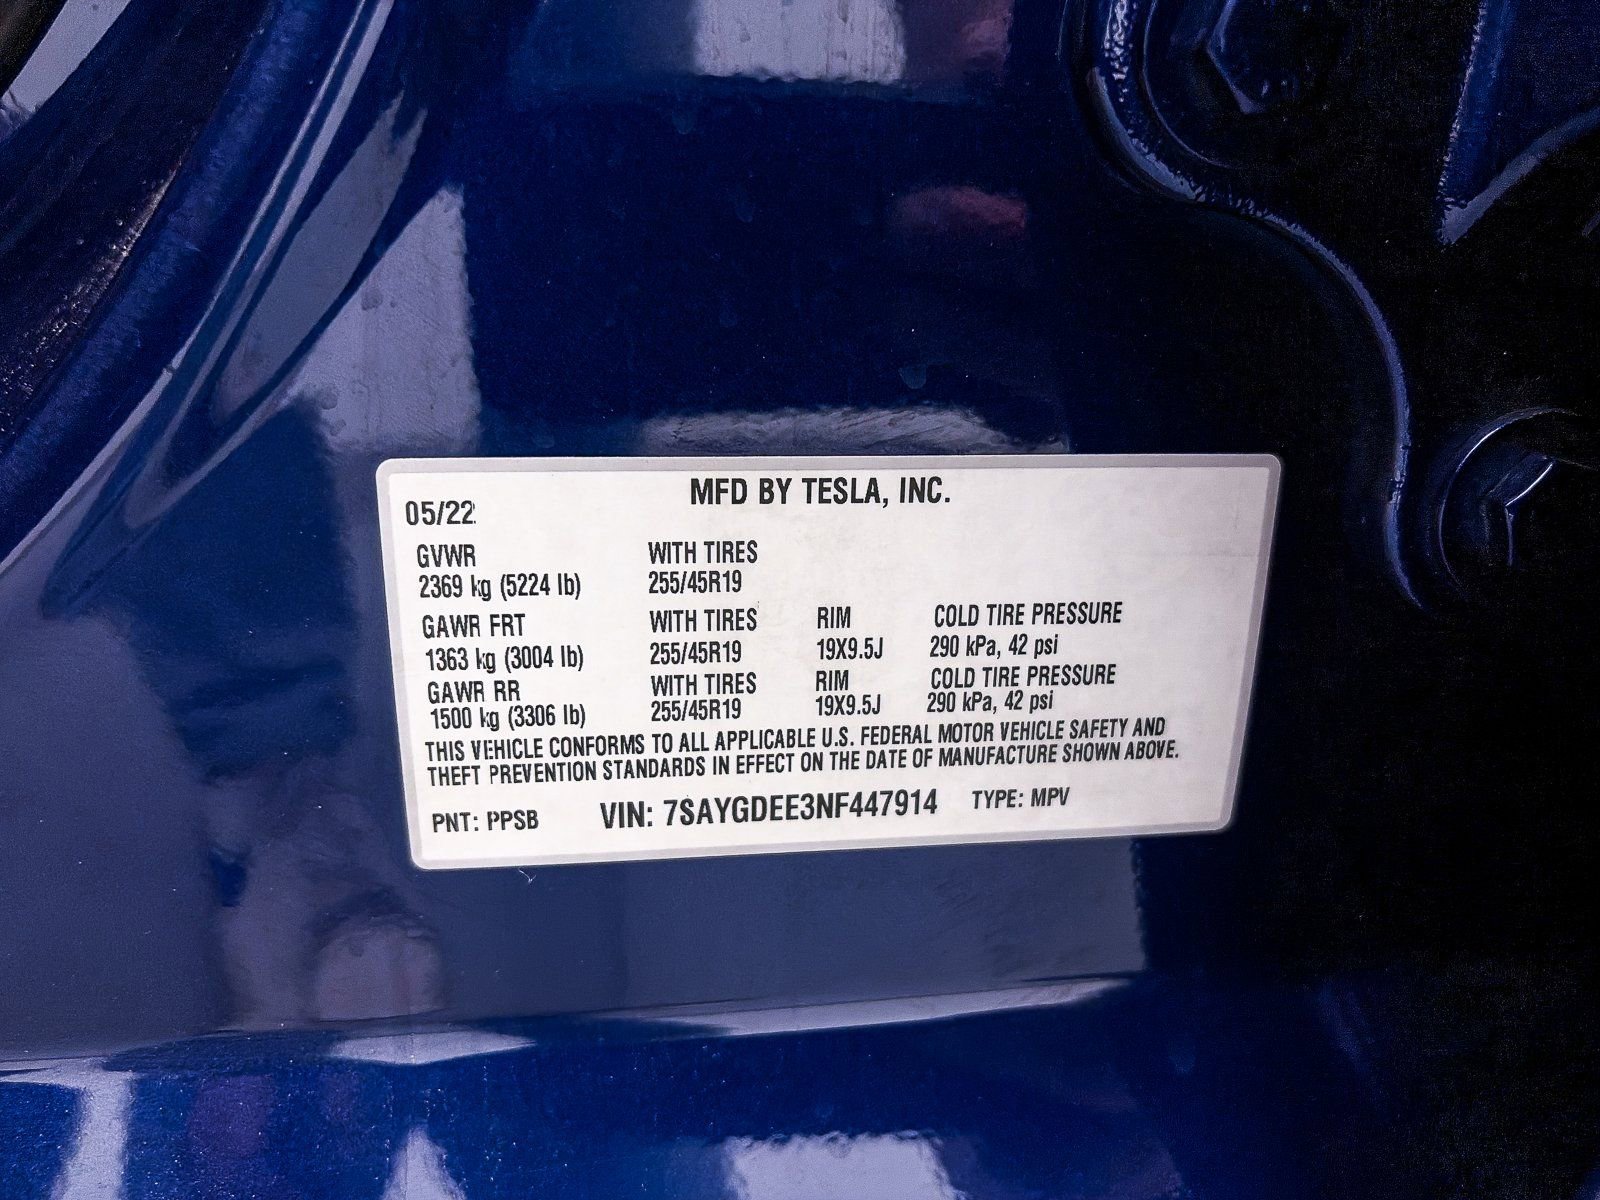 MFD BY TESLA, INC.
05/22
GVWR WITH TIRES
2369 kg (5224 lb) 255/45R19
GAWR FRT WITH TIRES RIM COLD TIRE PRESSURE
1363 kg (3004 lb) 255/45R19 19X9.5J 290 kPa, 42 psi
GAWR RR WITH TIRES RIM COLD TIRE PRESSURE
1500 kg (3306 lb) 255/45R19 19X9.5J 290 kPa, 42 psi
THIS VEHICLE CONFORMS TO ALL APPLICABLE U.S. FEDERAL MOTOR VEHICLE SAFETY AND
THEFT PREVENTION STANDARDS IN EFFECT ON THE DATE OF MANUFACTURE SHOWN ABOVE.
PNT: PPSB VIN: 7SAYGDEE3NF447914 TYPE: MPV